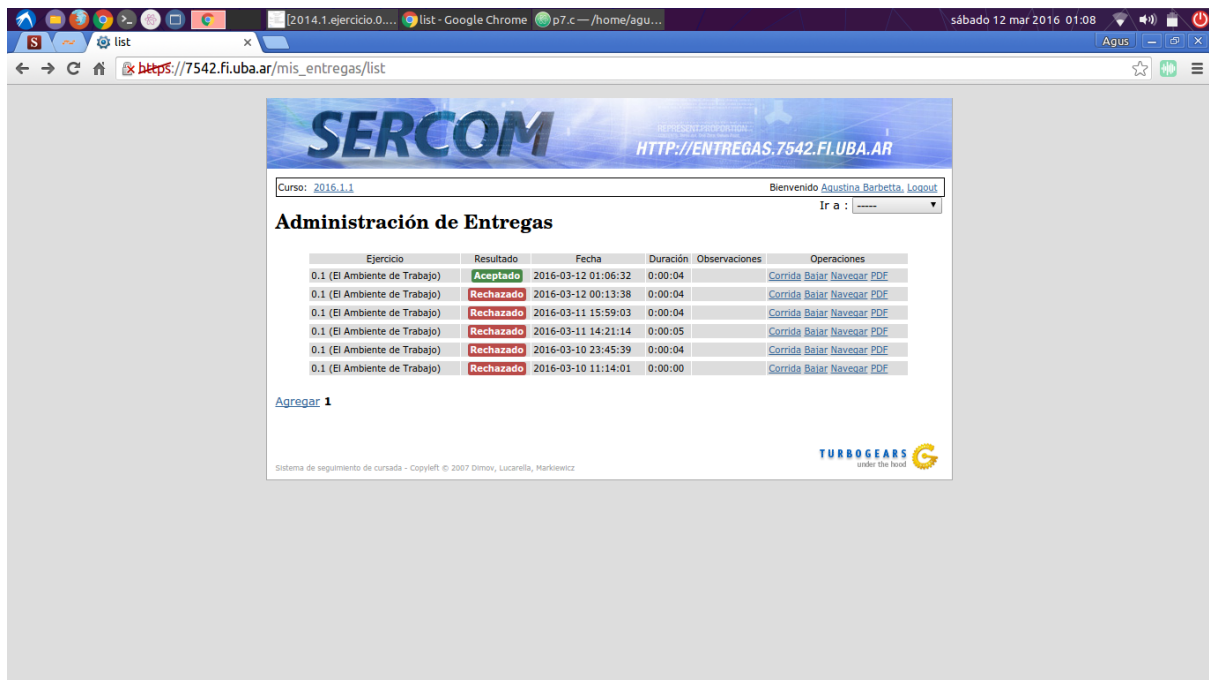 [2014.1.ejercicio.0.... list - Google Chrome p7.c — /home/agu... sábado 12 mar 2016 01:08
S list × Agus
https://7542.fi.uba.ar/mis_entregas/list
SERCOM
HTTP://ENTREGAS.7542.FI.UBA.AR
Curso: 2016.1.1 Bienvenido Agustina Barbetta. Logout
Ir a : -----
Administración de Entregas
Ejercicio Resultado Fecha Duración Observaciones Operaciones
0.1 (El Ambiente de Trabajo) Aceptado 2016-03-12 01:06:32 0:00:04 Corrida Bajar Navegar PDF
0.1 (El Ambiente de Trabajo) Rechazado 2016-03-12 00:13:38 0:00:04 Corrida Bajar Navegar PDF
0.1 (El Ambiente de Trabajo) Rechazado 2016-03-11 15:59:03 0:00:04 Corrida Bajar Navegar PDF
0.1 (El Ambiente de Trabajo) Rechazado 2016-03-11 14:21:14 0:00:05 Corrida Bajar Navegar PDF
0.1 (El Ambiente de Trabajo) Rechazado 2016-03-10 23:45:39 0:00:04 Corrida Bajar Navegar PDF
0.1 (El Ambiente de Trabajo) Rechazado 2016-03-10 11:14:01 0:00:00 Corrida Bajar Navegar PDF
Agregar 1
TURBOGEARS
under the hood
Sistema de seguimiento de cursada - Copyleft © 2007 Dimov, Lucarella, Markiewicz